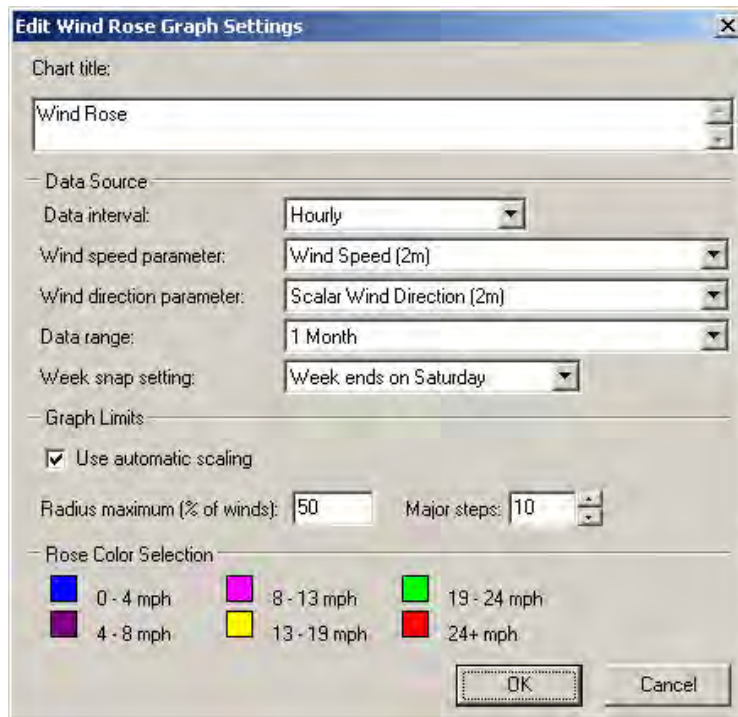 Edit Wind Rose Graph Settings
Chart title:
Wind Rose
Data Source
Data interval: Hourly
Wind speed parameter: Wind Speed (2m)
Wind direction parameter: Scalar Wind Direction (2m)
Data range: 1 Month
Week snap setting: Week ends on Saturday
Graph Limits
Use automatic scaling
Radius maximum (% of winds): 50 Major steps: 10
Rose Color Selection
0 - 4 mph 8 - 13 mph 19 - 24 mph
4 - 8 mph 13 - 19 mph 24+ mph
OK Cancel